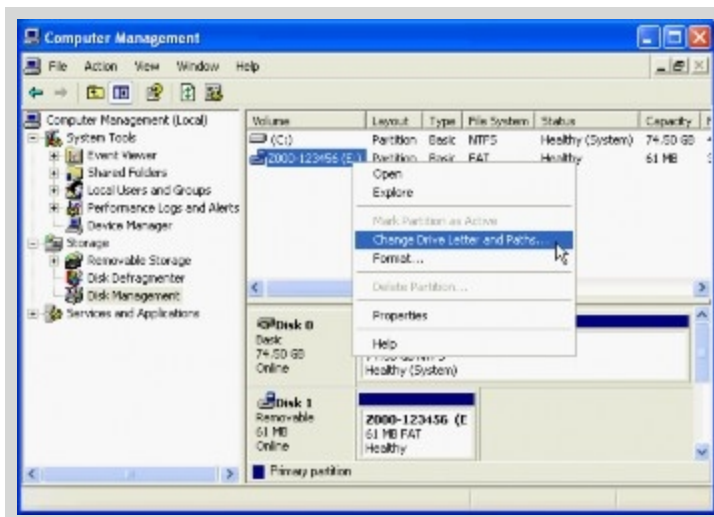 Computer Management
File Action View Window Help
Computer Management (Local)
System Tools
Event Viewer
Shared Folders
Local Users and Groups
Performance Logs and Alerts
Device Manager
Storage
Removable Storage
Disk Defragmenter
Disk Management
Services and Applications
Volume Layout Type File System Status Capacity
(C:) Partition Basic NTFS Healthy (System) 74.50 GB
2000-123456 (E:) Partition Basic FAT Healthy 61 MB
Open
Explore
Mark Partition as Active
Change Drive Letter and Paths...
Format...
Delete Partition...
Properties
Help
Disk 0
Basic
74.50 GB
Online
Healthy (System)
Disk 1
Removable
61 MB
Online
2000-123456 (E
61 MB FAT
Healthy
Primary partition